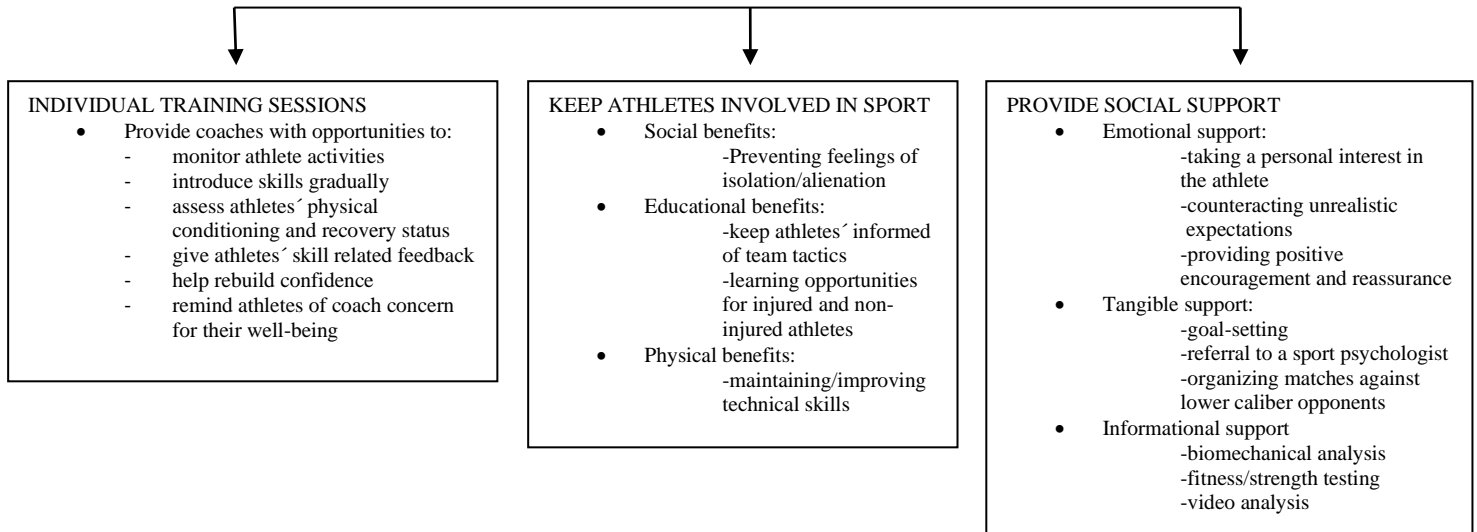 INDIVIDUAL TRAINING SESSIONS
• Provide coaches with opportunities to:
- monitor athlete activities
- introduce skills gradually
- assess athletes´ physical
conditioning and recovery status
- give athletes´ skill related feedback
- help rebuild confidence
- remind athletes of coach concern
for their well-being
KEEP ATHLETES INVOLVED IN SPORT
• Social benefits:
-Preventing feelings of
isolation/alienation
• Educational benefits:
-keep athletes´ informed
of team tactics
-learning opportunities
for injured and non-
injured athletes
• Physical benefits:
-maintaining/improving
technical skills
PROVIDE SOCIAL SUPPORT
• Emotional support:
-taking a personal interest in
the athlete
-counteracting unrealistic
expectations
-providing positive
encouragement and reassurance
• Tangible support:
-goal-setting
-referral to a sport psychologist
-organizing matches against
lower caliber opponents
• Informational support
-biomechanical analysis
-fitness/strength testing
-video analysis